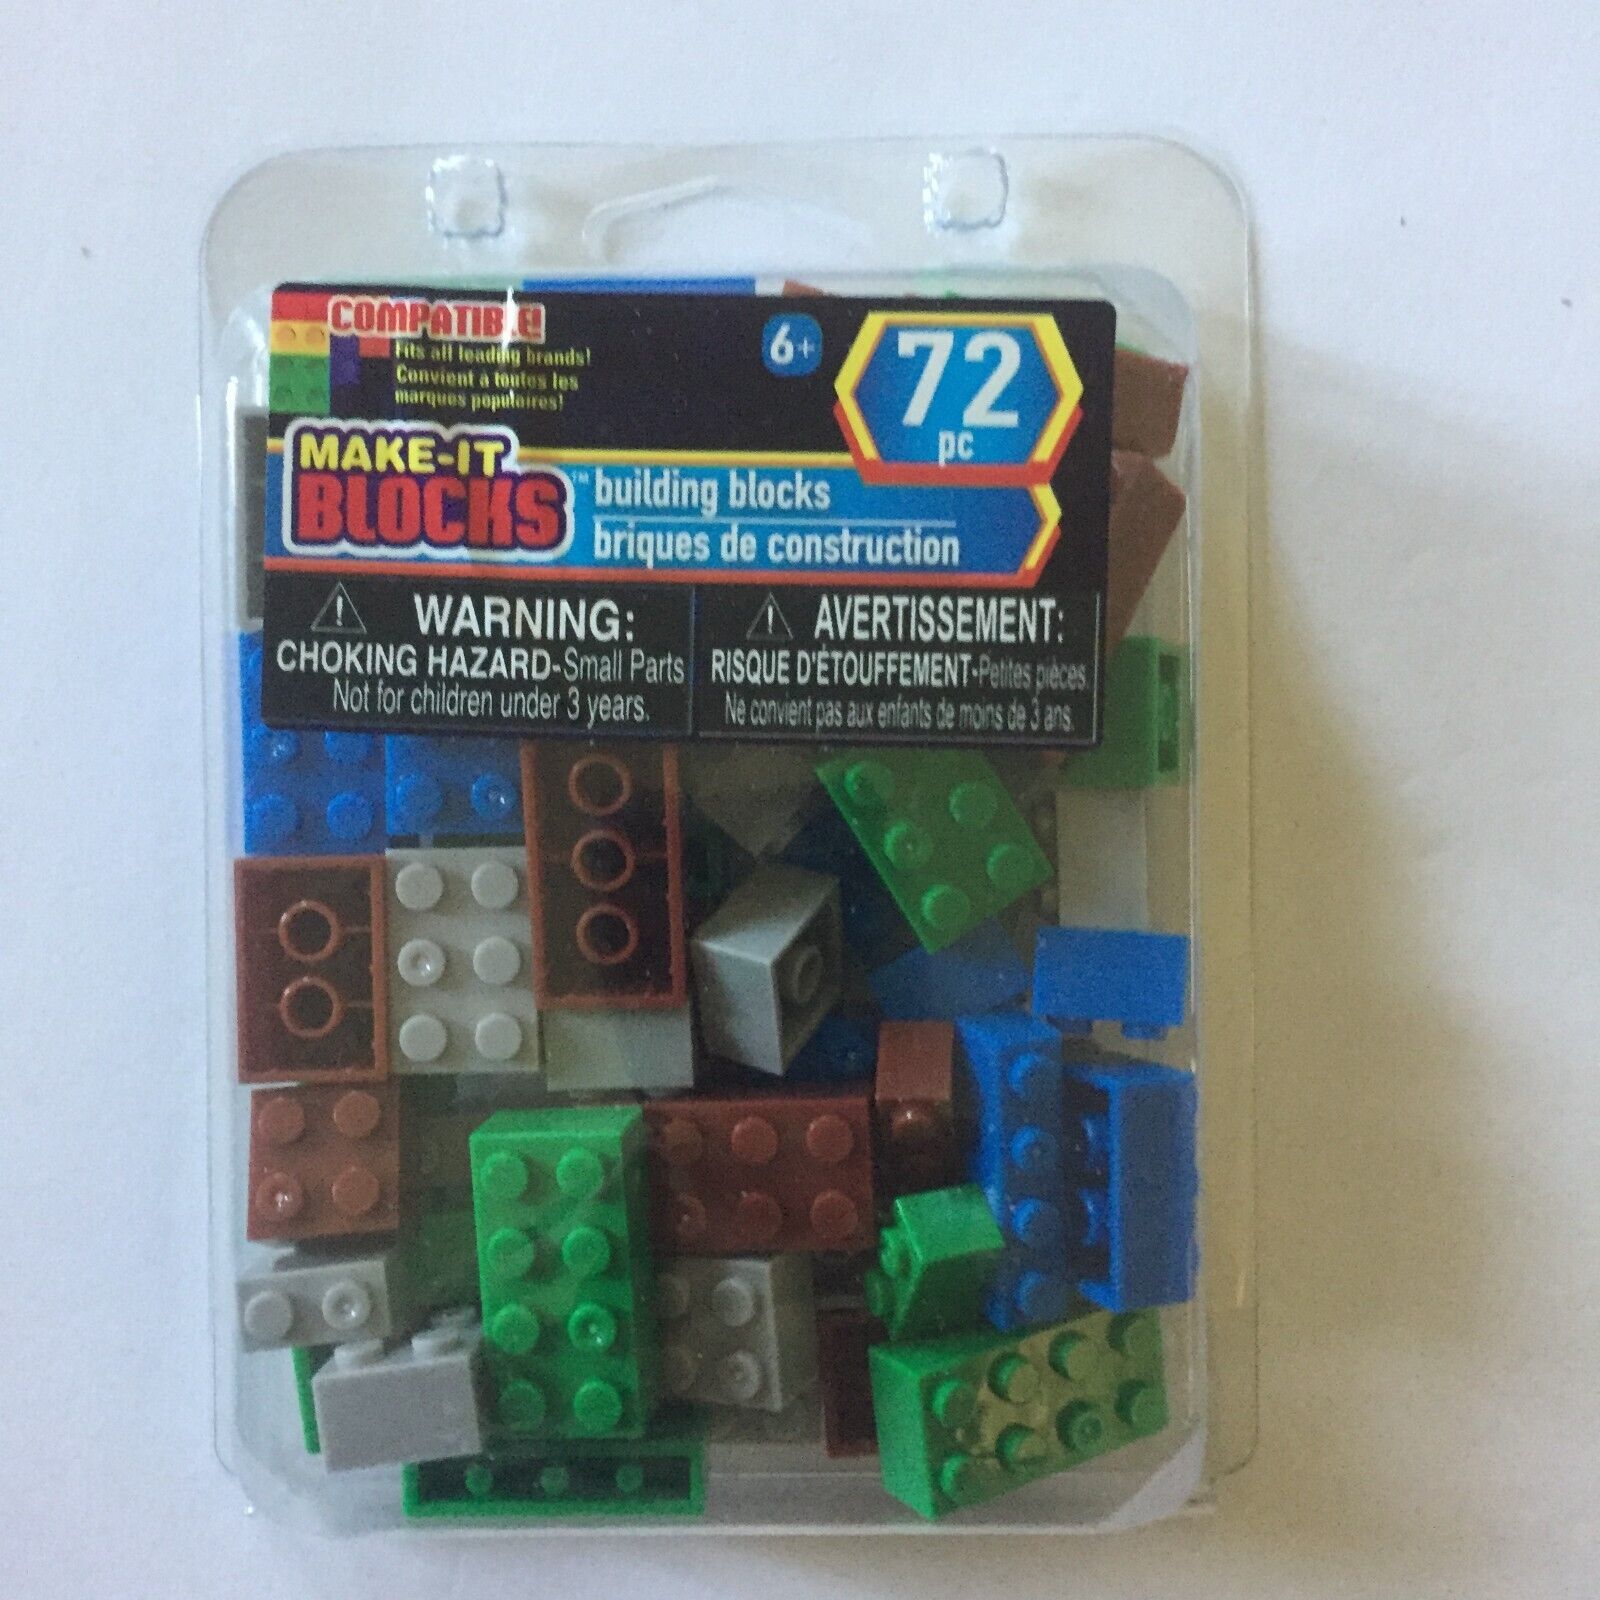 COMPATIBLE!
Fits all leading brands!
Convient à toutes les
marques populaires!
6+
72
pc
MAKE-IT
BLOCKS™
building blocks
briques de construction
WARNING:
CHOKING HAZARD-Small Parts
Not for children under 3 years.
AVERTISSEMENT:
RISQUE D'ÉTOUFFEMENT-Petites pièces.
Ne convient pas aux enfants de moins de 3 ans.